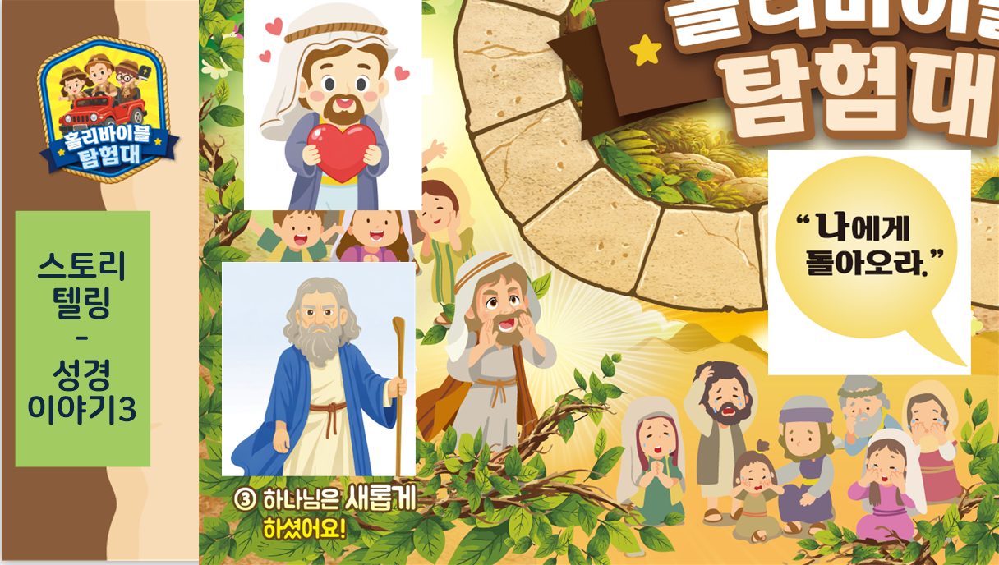 홀리바이블
탐험대
스토리
텔링
-
성경
이야기3
탐험대
“나에게
돌아오라.”
③ 하나님은 새롭게
하셨어요!